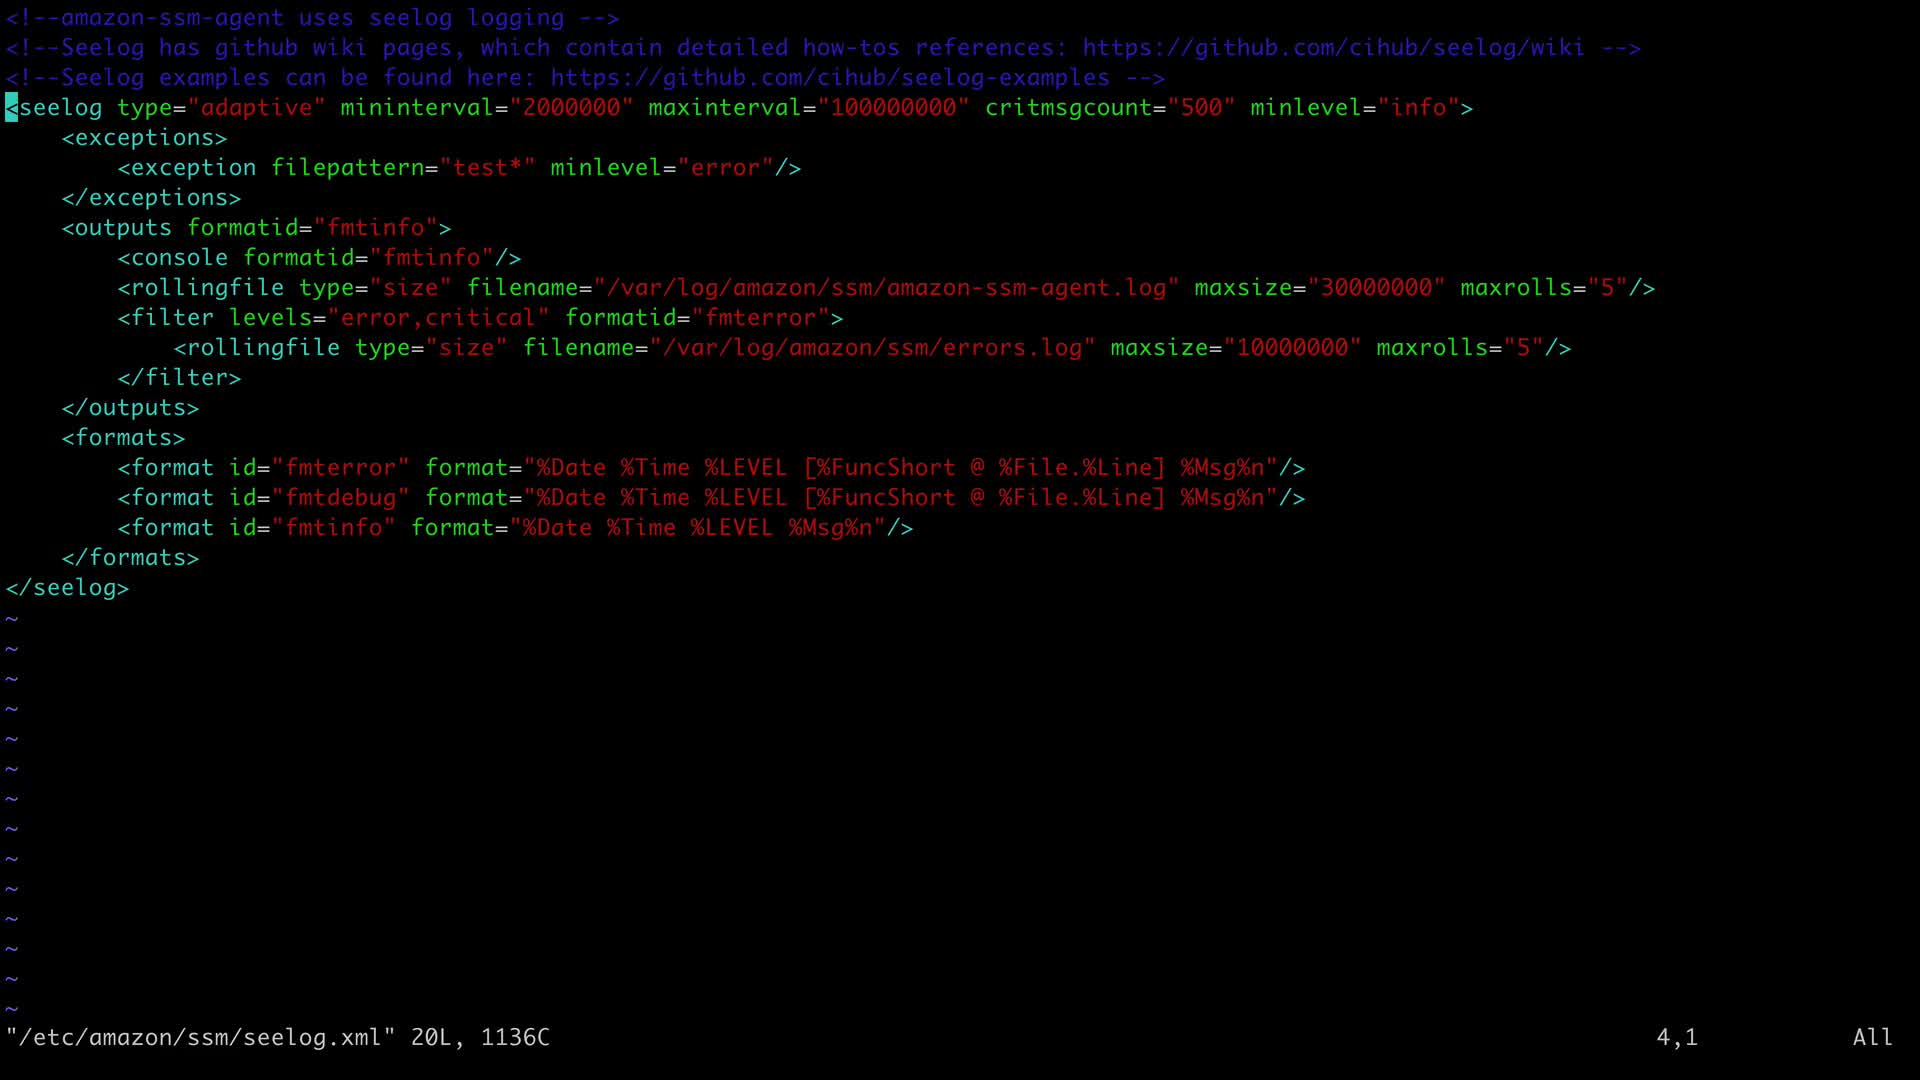 <!--amazon-ssm-agent uses seelog logging -->
<!--Seelog has github wiki pages, which contain detailed how-tos references: https://github.com/cihub/seelog/wiki -->
<!--Seelog examples can be found here: https://github.com/cihub/seelog-examples -->
<seelog type="adaptive" mininterval="2000000" maxinterval="100000000" critmsgcount="500" minlevel="info">
    <exceptions>
        <exception filepattern="test*" minlevel="error"/>
    </exceptions>
    <outputs formatid="fmtinfo">
        <console formatid="fmtinfo"/>
        <rollingfile type="size" filename="/var/log/amazon/ssm/amazon-ssm-agent.log" maxsize="30000000" maxrolls="5"/>
        <filter levels="error,critical" formatid="fmterror">
            <rollingfile type="size" filename="/var/log/amazon/ssm/errors.log" maxsize="10000000" maxrolls="5"/>
        </filter>
    </outputs>
    <formats>
        <format id="fmterror" format="%Date %Time %LEVEL [%FuncShort @ %File.%Line] %Msg%n"/>
        <format id="fmtdebug" format="%Date %Time %LEVEL [%FuncShort @ %File.%Line] %Msg%n"/>
        <format id="fmtinfo" format="%Date %Time %LEVEL %Msg%n"/>
    </formats>
</seelog>
~
~
~
~
~
~
~
~
~
~
~
~
~
~
"/etc/amazon/ssm/seelog.xml" 20L, 1136C 4,1 All